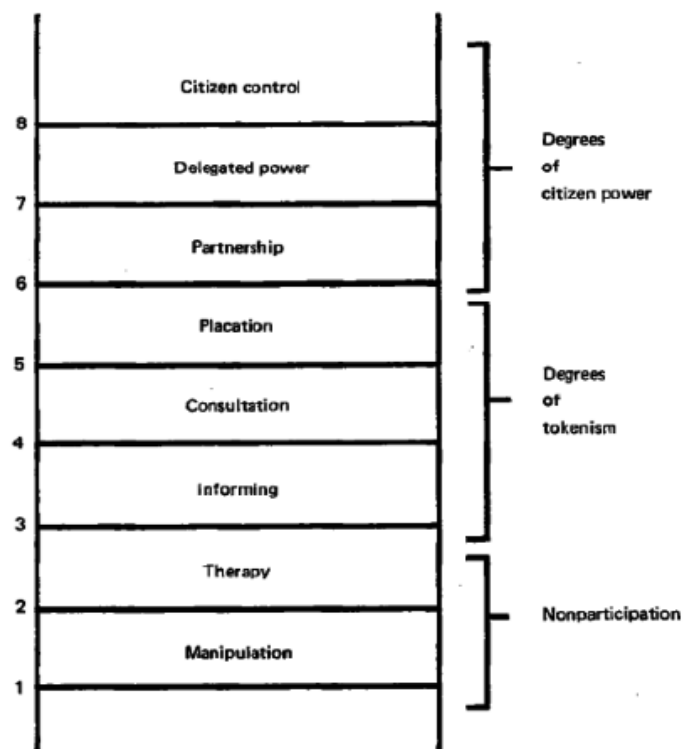 Citizen control
8
Delegated power
7
Partnership
6
Placation
5
Consultation
4
Informing
3
Therapy
2
Manipulation
1
Degrees
of
citizen power
Degrees
of
tokenism
Nonparticipation